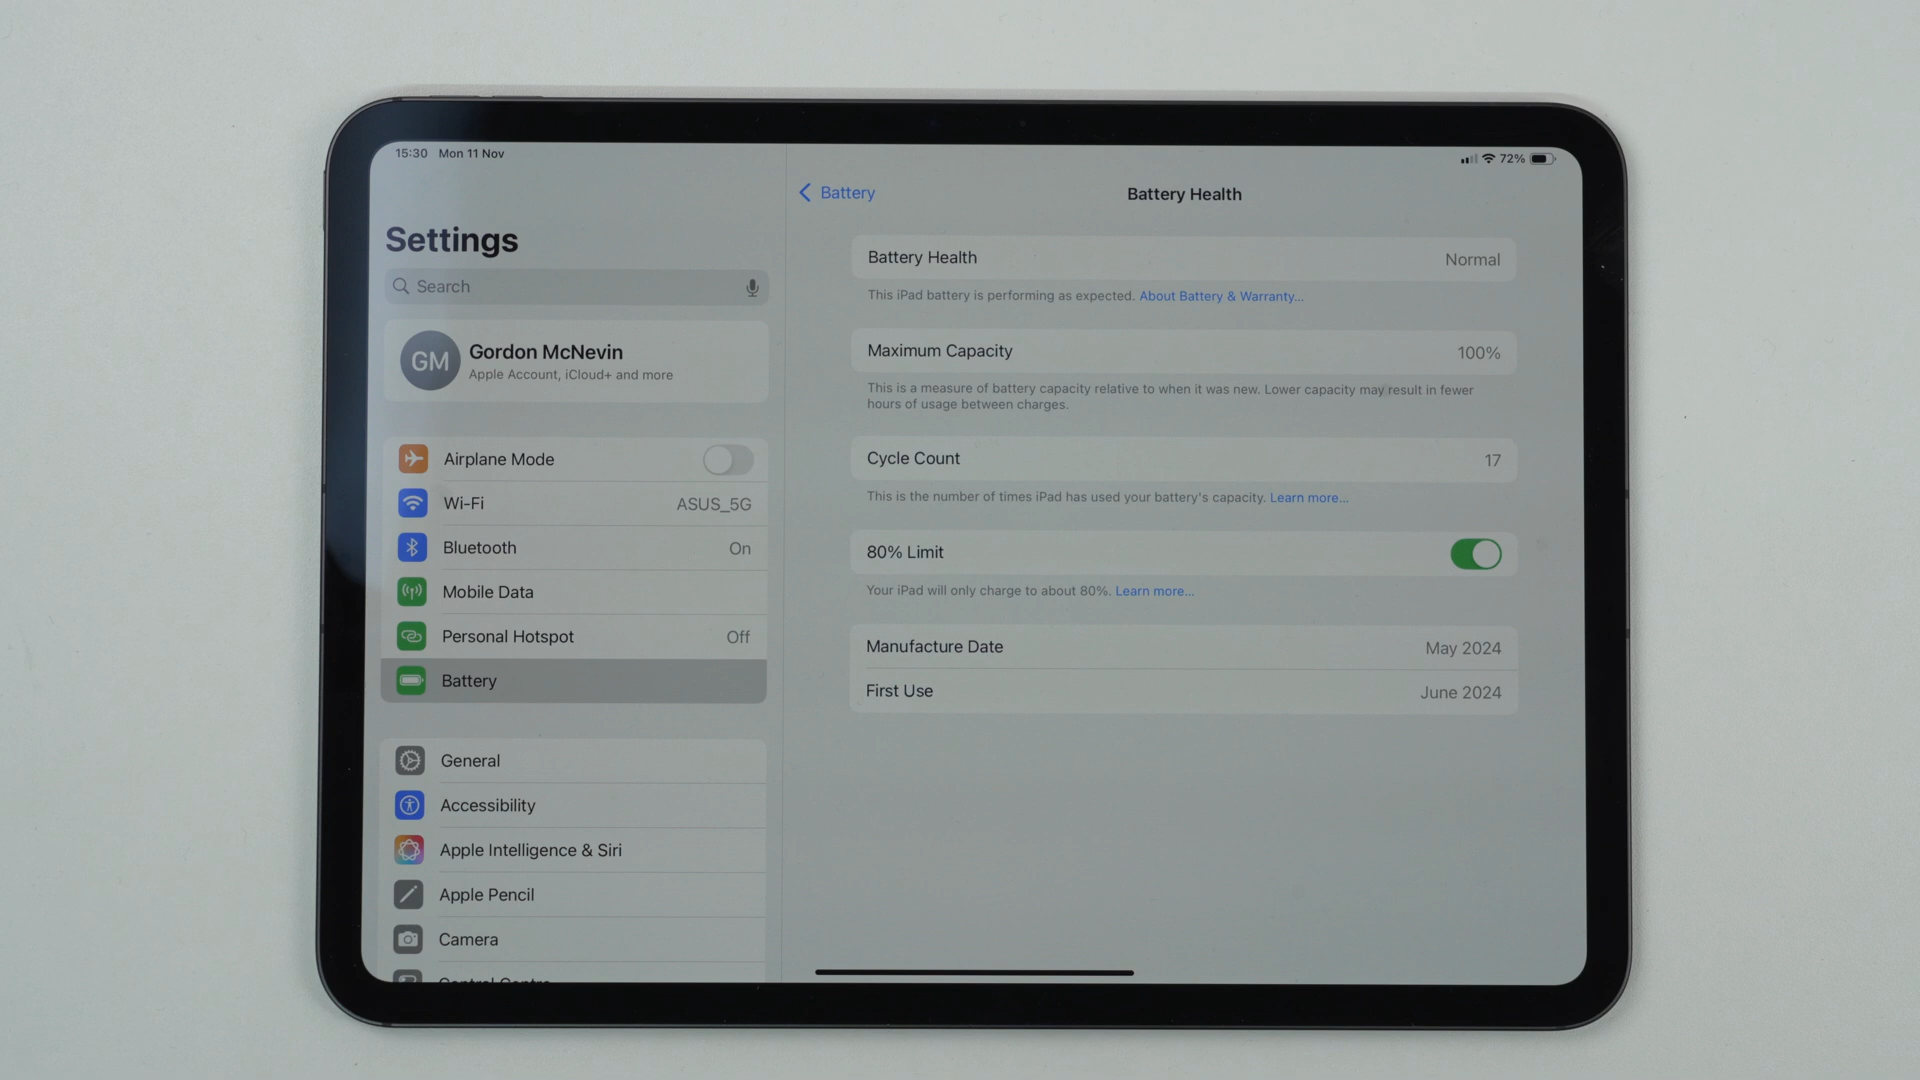 15:30 Mon 11 Nov
72%
Settings
Search
GM
Gordon McNevin
Apple Account, iCloud+ and more
Airplane Mode
Wi-Fi ASUS_5G
Bluetooth On
Mobile Data
Personal Hotspot Off
Battery
General
Accessibility
Apple Intelligence & Siri
Apple Pencil
Camera
Control Centre
Battery
Battery Health
Battery Health Normal
This iPad battery is performing as expected. About Battery & Warranty...
Maximum Capacity 100%
This is a measure of battery capacity relative to when it was new. Lower capacity may result in fewer
hours of usage between charges.
Cycle Count 17
This is the number of times iPad has used your battery's capacity. Learn more...
80% Limit
Your iPad will only charge to about 80%. Learn more...
Manufacture Date May 2024
First Use June 2024